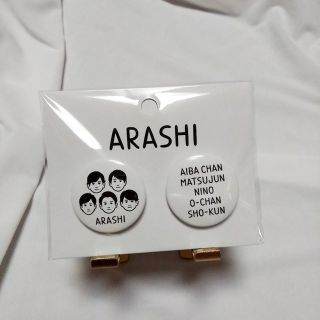 ARASHI
ARASHI
AIBA CHAN
MATSUJUN
NINO
O-CHAN
SHO-KUN